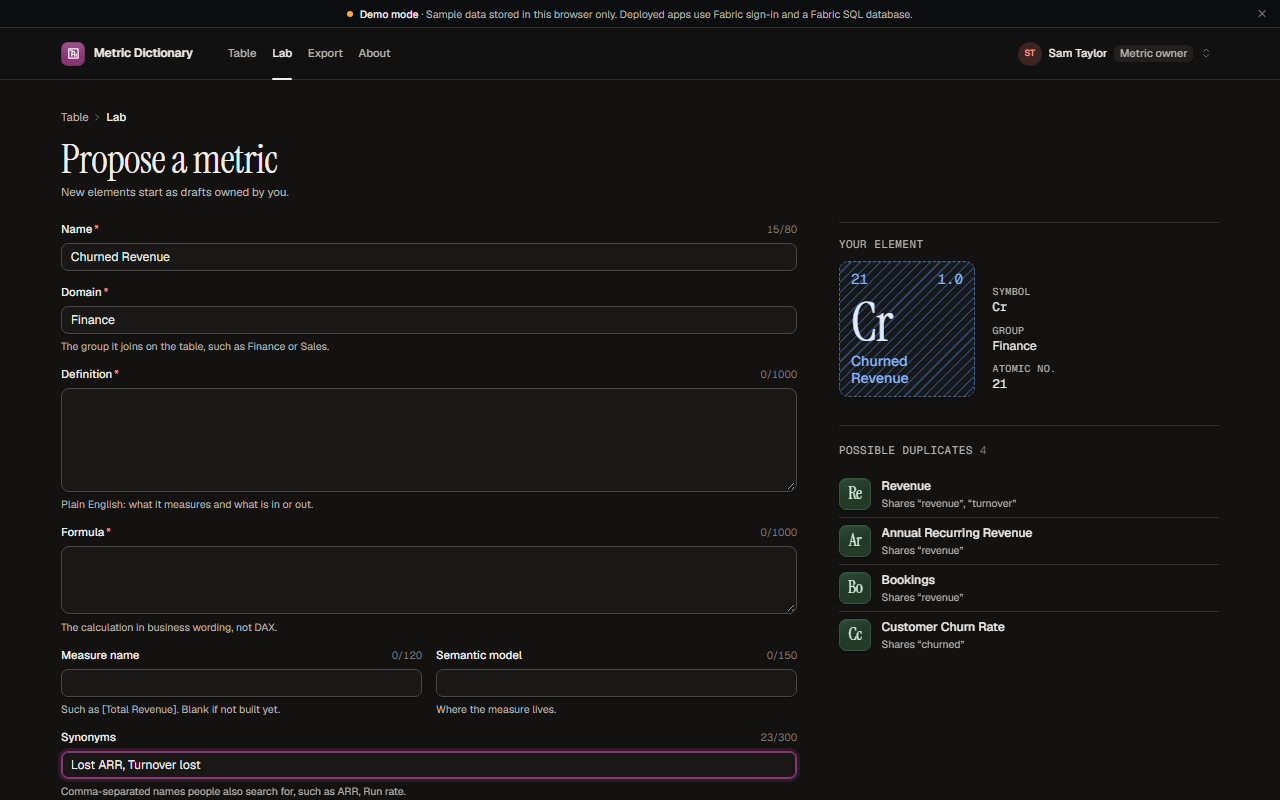 Demo mode · Sample data stored in this browser only. Deployed apps use Fabric sign-in and a Fabric SQL database.
Metric Dictionary
Table
Lab
Export
About
ST
Sam Taylor
Metric owner
Table > Lab
Propose a metric
New elements start as drafts owned by you.
Name *
15/80
Churned Revenue
Domain *
Finance
The group it joins on the table, such as Finance or Sales.
Definition *
0/1000
Plain English: what it measures and what is in or out.
Formula *
0/1000
The calculation in business wording, not DAX.
Measure name
0/120
Such as [Total Revenue]. Blank if not built yet.
Semantic model
0/150
Where the measure lives.
Synonyms
23/300
Lost ARR, Turnover lost
Comma-separated names people also search for, such as ARR, Run rate.
YOUR ELEMENT
21
1.0
Cr
Churned
Revenue
SYMBOL
Cr
GROUP
Finance
ATOMIC NO.
21
POSSIBLE DUPLICATES 4
Re
Revenue
Shares “revenue”, “turnover”
Ar
Annual Recurring Revenue
Shares “revenue”
Bo
Bookings
Shares “revenue”
Cc
Customer Churn Rate
Shares “churned”